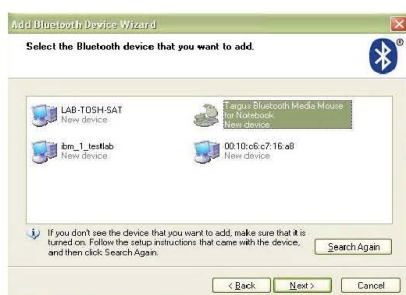 Add Bluetooth Device Wizard
Select the Bluetooth device that you want to add.
LAB-TOSH-SAT
New device
Targus Bluetooth Media Mouse
for Notebook.
New device
ibm_1_testlab
New device
00:10:c6:c7:16:a8
New device
If you don't see the device that you want to add, make sure that it is
turned on. Follow the setup instructions that came with the device,
and then click Search Again.
Search Again
< Back
Next >
Cancel